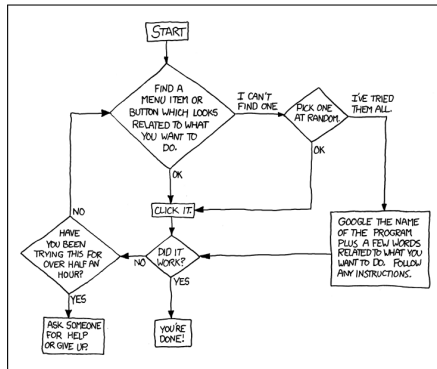 START
FIND A
MENU ITEM OR
BUTTON WHICH LOOKS
RELATED TO WHAT
YOU WANT TO
DO.
I CAN'T
FIND ONE
PICK ONE
AT RANDOM.
I'VE TRIED
THEM ALL.
OK
OK
CLICK IT.
NO
HAVE
YOU BEEN
TRYING THIS FOR
OVER HALF AN
HOUR?
NO
DID IT
WORK?
GOOGLE THE NAME
OF THE PROGRAM
PLUS A FEW WORDS
RELATED TO WHAT YOU
WANT TO DO. FOLLOW
ANY INSTRUCTIONS.
YES
YES
ASK SOMEONE
FOR HELP
OR GIVE UP.
YOU'RE
DONE!